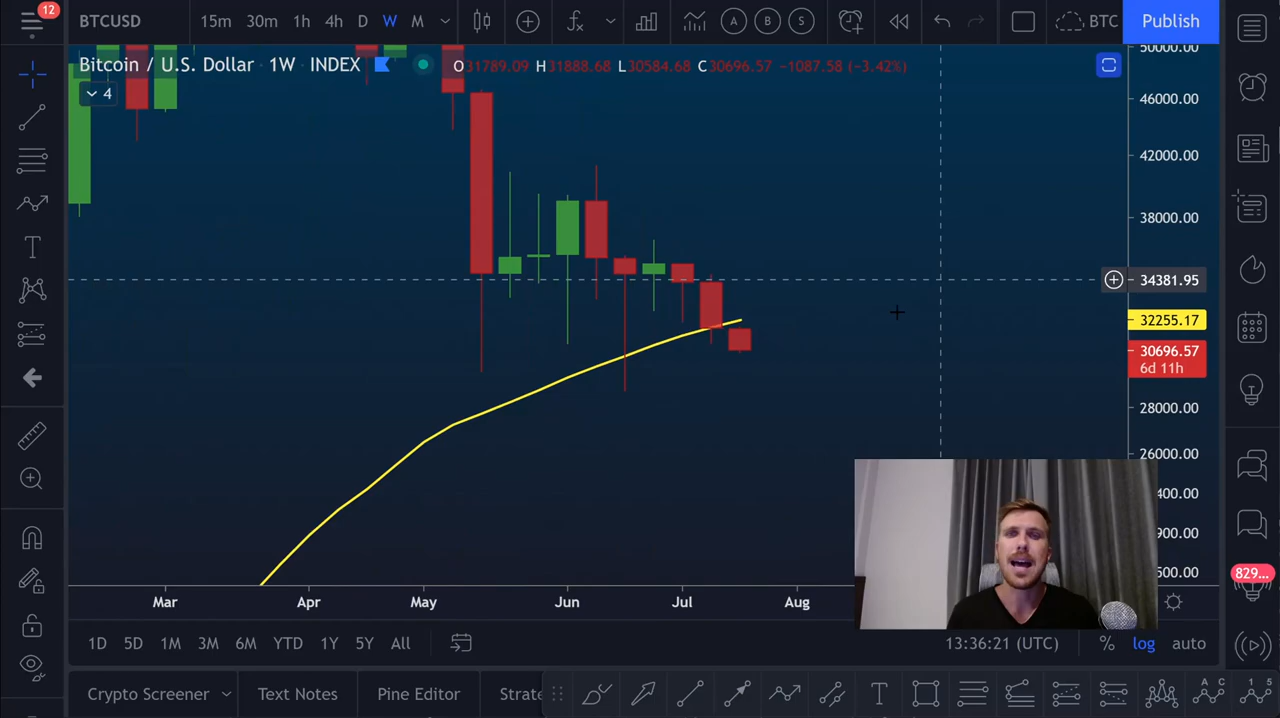 12
BTCUSD 15m 30m 1h 4h D W M A B S BTC Publish
Bitcoin / U.S. Dollar · 1W · INDEX O31789.09 H31888.68 L30584.68 C30696.57 −1087.58 (−3.42%)
4
50000.00
46000.00
42000.00
38000.00
34381.95
32255.17
30696.57
6d 11h
28000.00
26000.00
400.00
900.00
500.00
829...
Mar Apr May Jun Jul Aug
1D 5D 1M 3M 6M YTD 1Y 5Y All 13:36:21 (UTC) % log auto
Crypto Screener Text Notes Pine Editor Strate T A C 1 5